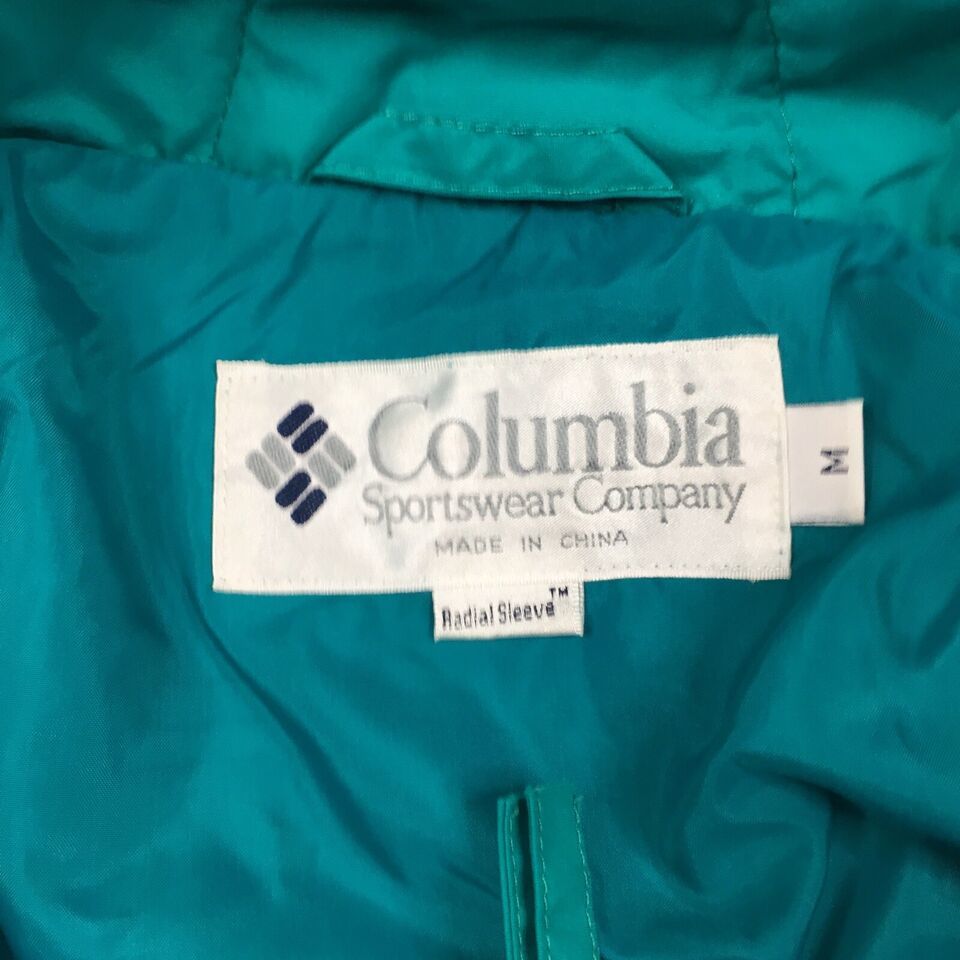 Columbia
Sportswear Company
MADE IN CHINA
M
Radial Sleeve™